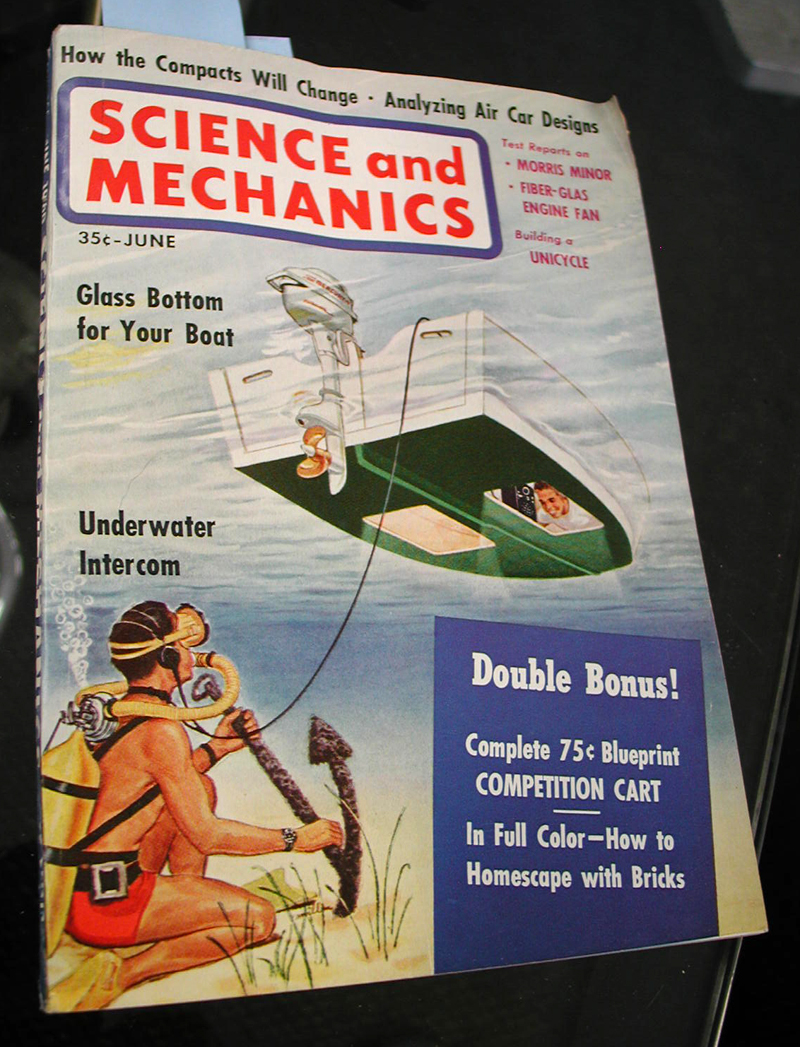 How the Compacts Will Change · Analyzing Air Car Designs
SCIENCE and
MECHANICS
35¢-JUNE
Test Reports on
• MORRIS MINOR
• FIBER-GLAS
ENGINE FAN
Building a
UNICYCLE
Glass Bottom
for Your Boat
Underwater
Intercom
Double Bonus!
Complete 75¢ Blueprint
COMPETITION CART
In Full Color—How to
Homescape with Bricks